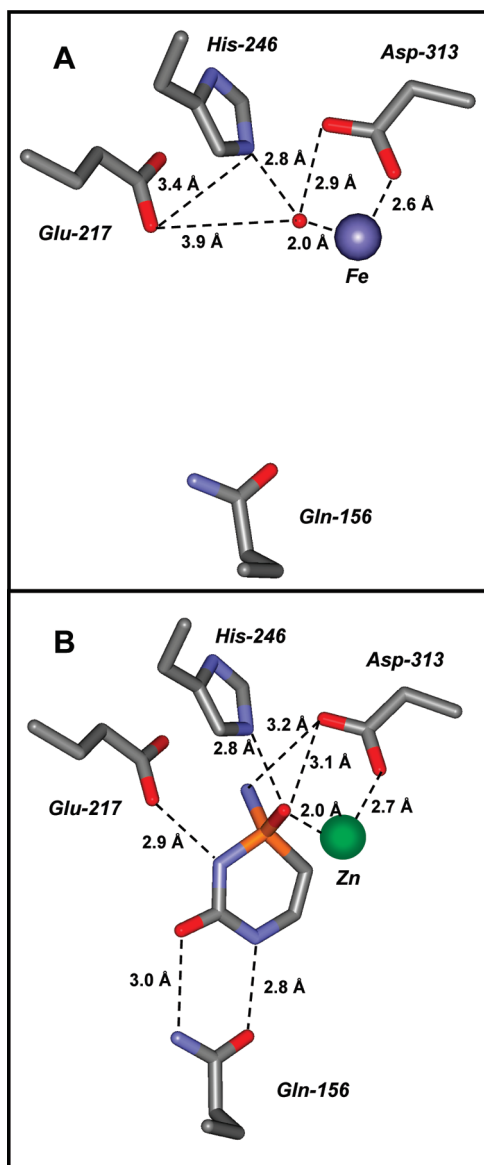 A
His-246
Asp-313
2.8 Å
3.4 Å
2.9 Å
2.6 Å
Glu-217
3.9 Å
2.0 Å
Fe
Gln-156
B
His-246
Asp-313
3.2 Å
2.8 Å
3.1 Å
Glu-217
2.0 Å
2.7 Å
2.9 Å
Zn
3.0 Å
2.8 Å
Gln-156